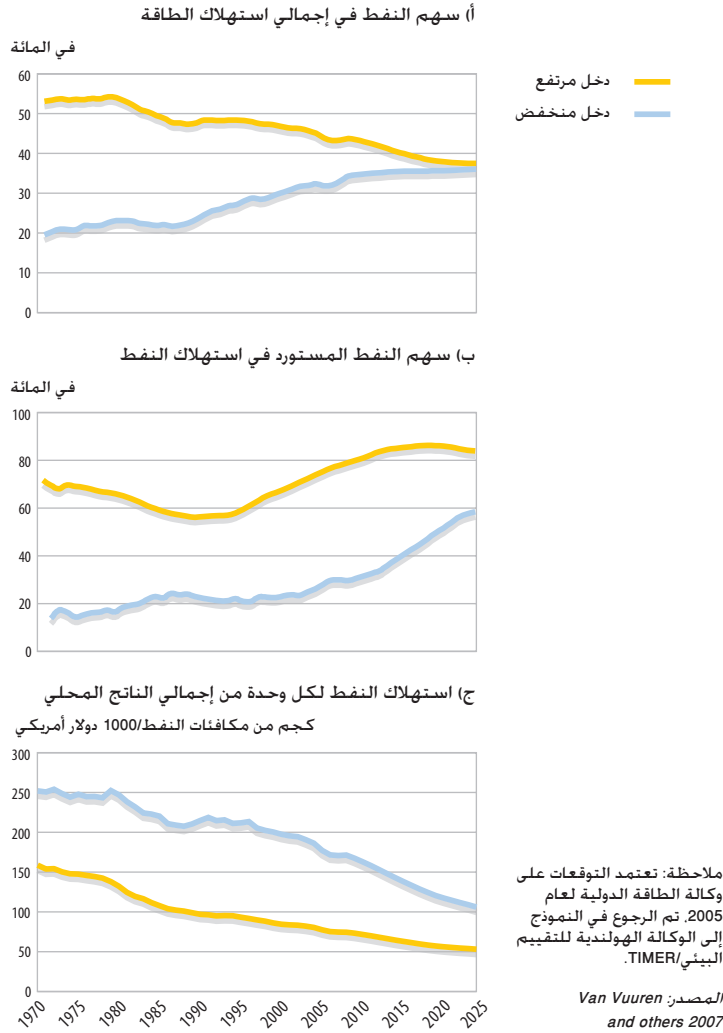 أ) سهم النفط في إجمالي استهلاك الطاقة
في المائة
60
50
40
30
20
10
0
دخل مرتفع
دخل منخفض
ب) سهم النفط المستورد في استهلاك النفط
في المائة
100
80
60
40
20
0
ج) استهلاك النفط لكل وحدة من إجمالي الناتج المحلي
كجم من مكافئات النفط/1000 دولار أمريكي
300
250
200
150
100
50
0
1970 1975 1980 1985 1990 1995 2000 2005 2010 2015 2020 2025
ملاحظة: تعتمد التوقعات على
وكالة الطاقة الدولية لعام
2005, تم الرجوع في النموذج
إلى الوكالة الهولندية للتقييم
البيئي/TIMER.
المصدر: Van Vuuren
and others 2007